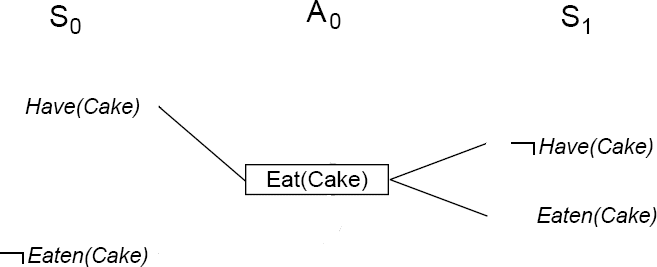 S0 A0 S1
Have(Cake)
¬Have(Cake)
Eat(Cake)
Eaten(Cake)
¬Eaten(Cake)